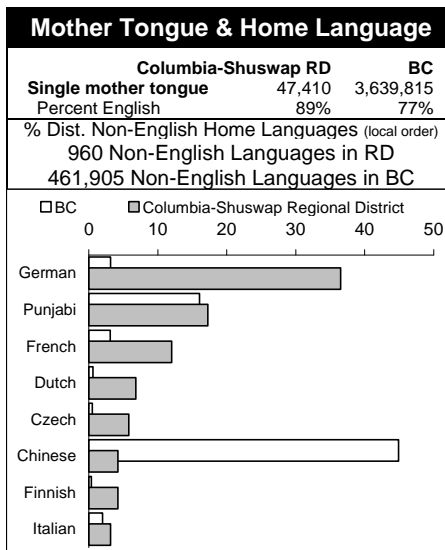 Mother Tongue & Home Language
Columbia-Shuswap RD BC
Single mother tongue 47,410 3,639,815
Percent English 89% 77%
% Dist. Non-English Home Languages (local order)
960 Non-English Languages in RD
461,905 Non-English Languages in BC
BC Columbia-Shuswap Regional District
0 10 20 30 40 50
German
Punjabi
French
Dutch
Czech
Chinese
Finnish
Italian